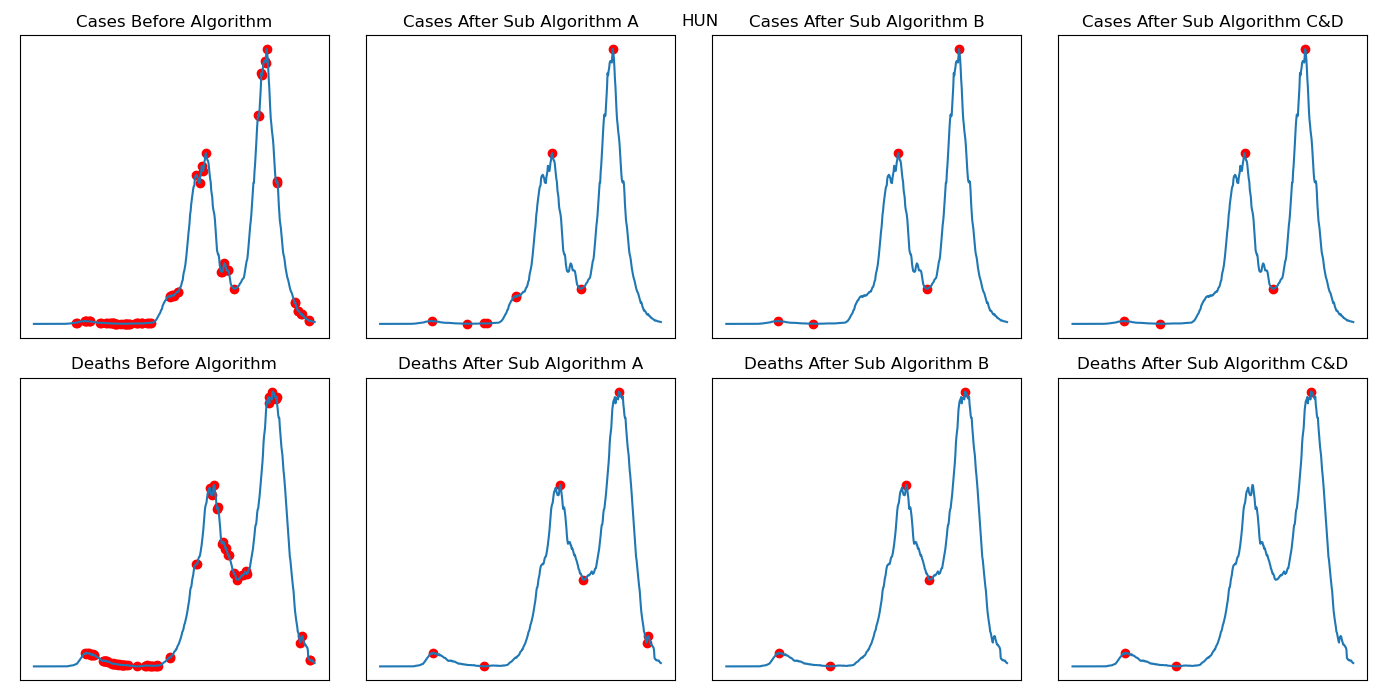 HUN
Cases Before Algorithm
Cases After Sub Algorithm A
Cases After Sub Algorithm B
Cases After Sub Algorithm C&D
Deaths Before Algorithm
Deaths After Sub Algorithm A
Deaths After Sub Algorithm B
Deaths After Sub Algorithm C&D